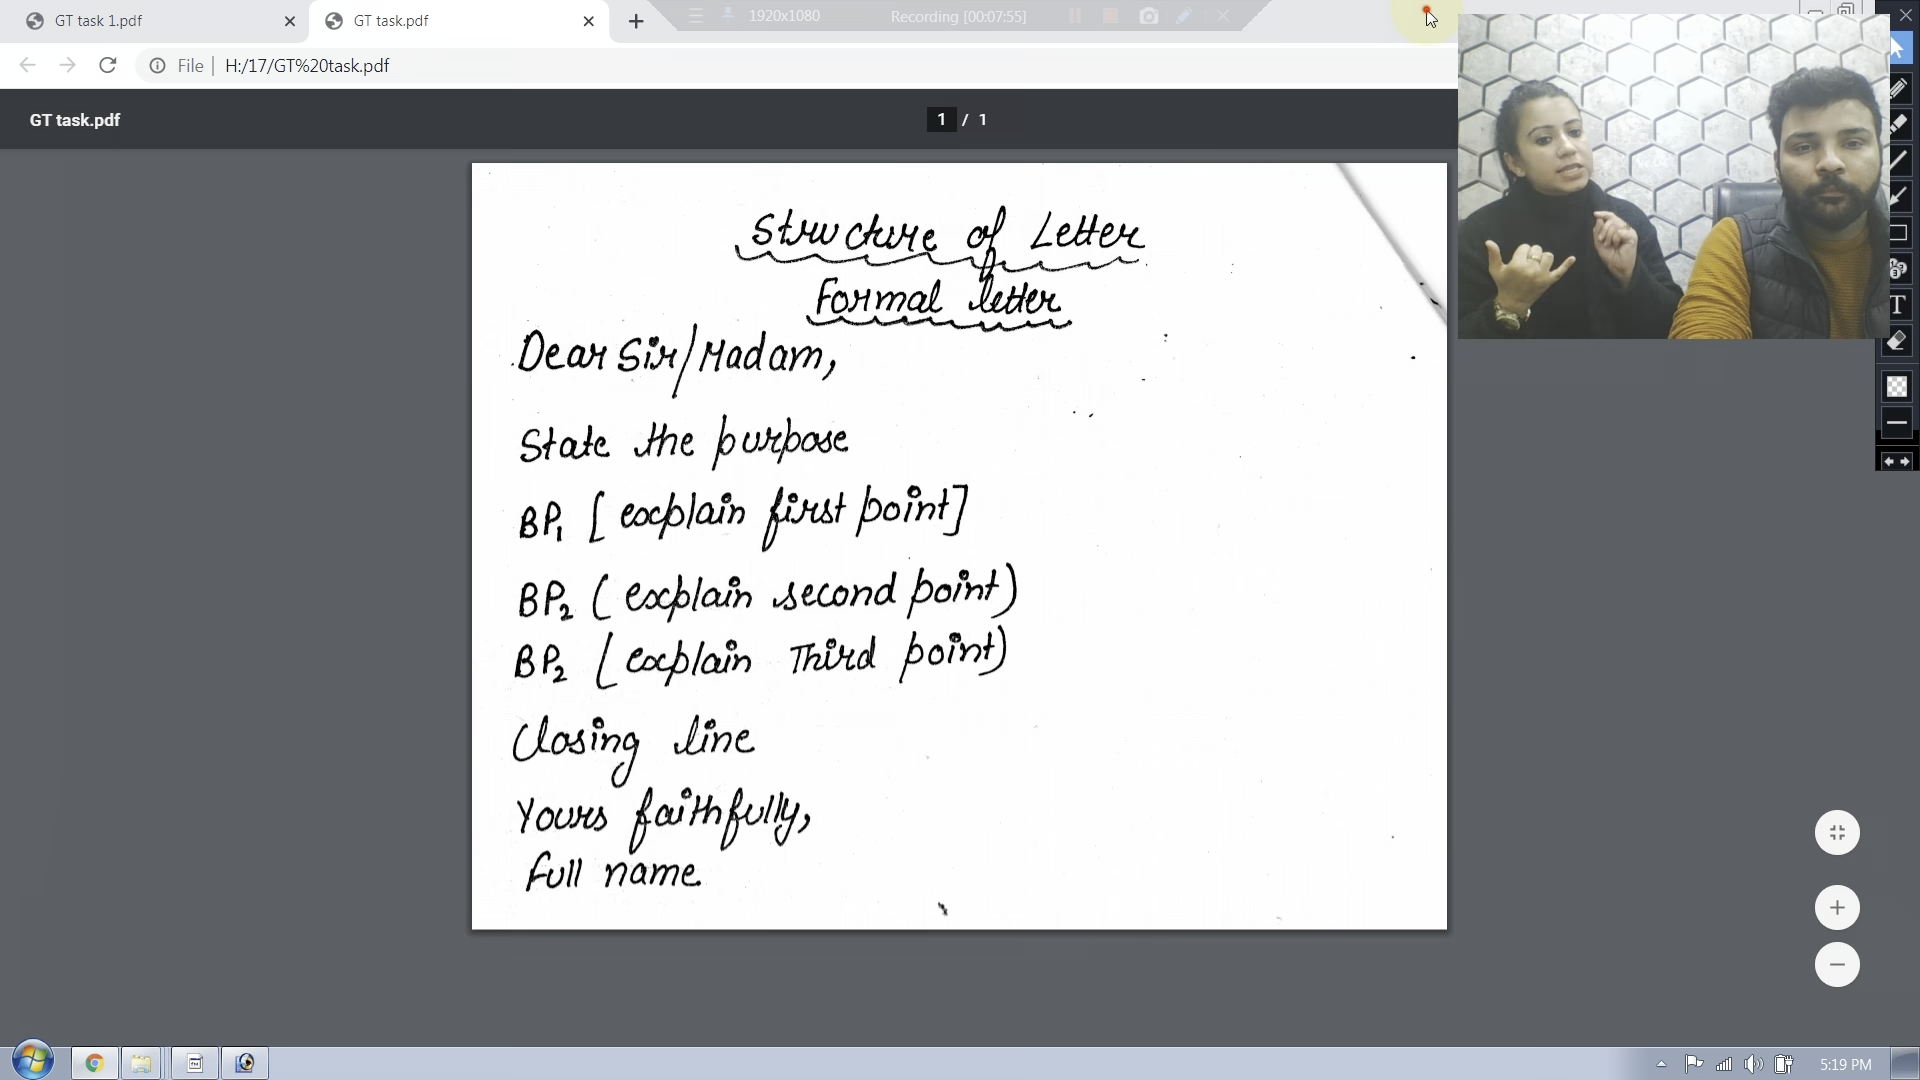 GT task 1.pdf
GT task.pdf
1920x1080
Recording [00:07:55]
File
H:/17/GT%20task.pdf
GT task.pdf
1 / 1
Structure of Letter
Formal letter
Dear Sir/Madam,
State the purpose
BP1 [explain first point]
BP2 (explain second point)
BP2 [explain Third point)
Closing line
Yours faithfully,
Full name.
T
5:19 PM